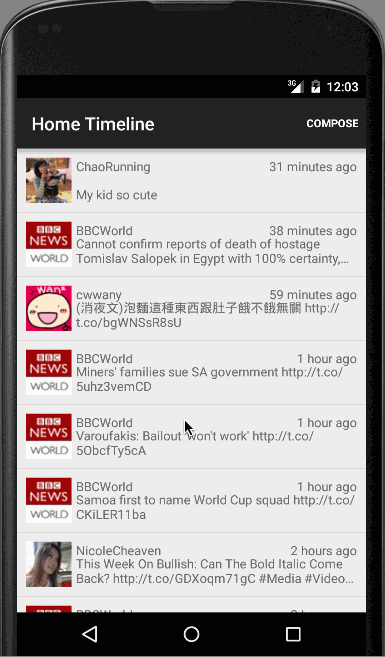 3G 12:03
Home Timeline COMPOSE
ChaoRunning 31 minutes ago
My kid so cute
BBC NEWS WORLD
BBCWorld 38 minutes ago
Cannot confirm reports of death of hostage
Tomislav Salopek in Egypt with 100% certainty,…
cwwany 59 minutes ago
(消夜文)泡麵這種東西跟肚子餓不餓無關 http://
t.co/bgWNSsR8sU
BBC NEWS WORLD
BBCWorld 1 hour ago
Miners' families sue SA government http://t.co/
5uhz3vemCD
BBC NEWS WORLD
BBCWorld 1 hour ago
Varoufakis: Bailout 'won't work' http://t.co/
5ObcfTy5cA
BBC NEWS WORLD
BBCWorld 1 hour ago
Samoa first to name World Cup squad http://t.co/
CKiLER11ba
NicoleCheaven 2 hours ago
This Week On Bullish: Can The Bold Italic Come
Back? http://t.co/GDXoqm71gC #Media #Video…